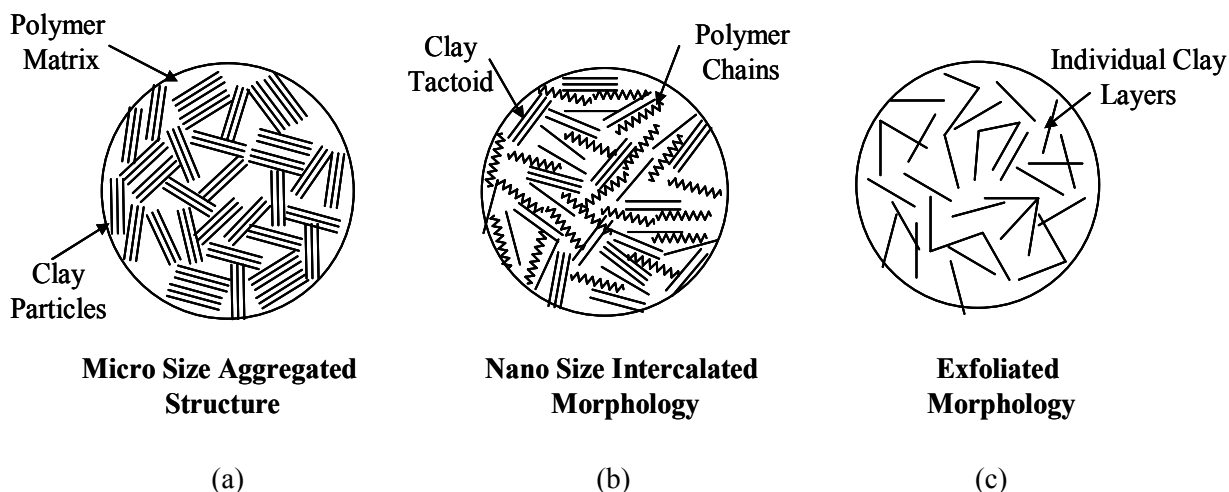 Polymer
Matrix
Clay
Particles
Micro Size Aggregated
Structure
(a)
Clay
Tactoid
Polymer
Chains
Nano Size Intercalated
Morphology
(b)
Individual Clay
Layers
Exfoliated
Morphology
(c)